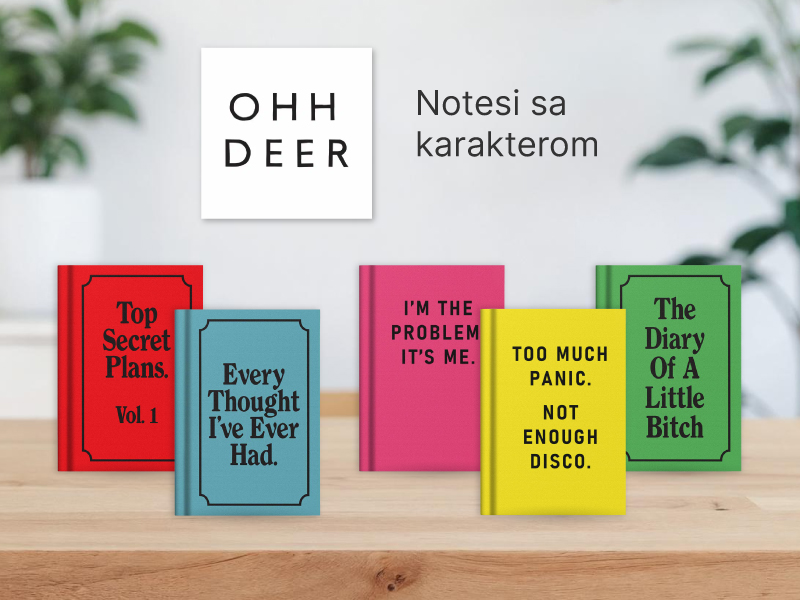 OHH
DEER
Notesi sa
karakterom
Top
Secret
Plans.
Vol. 1
Every
Thought
I've Ever
Had.
I'M THE
PROBLEM
IT'S ME.
TOO MUCH
PANIC.
NOT
ENOUGH
DISCO.
The
Diary
Of A
Little
Bitch